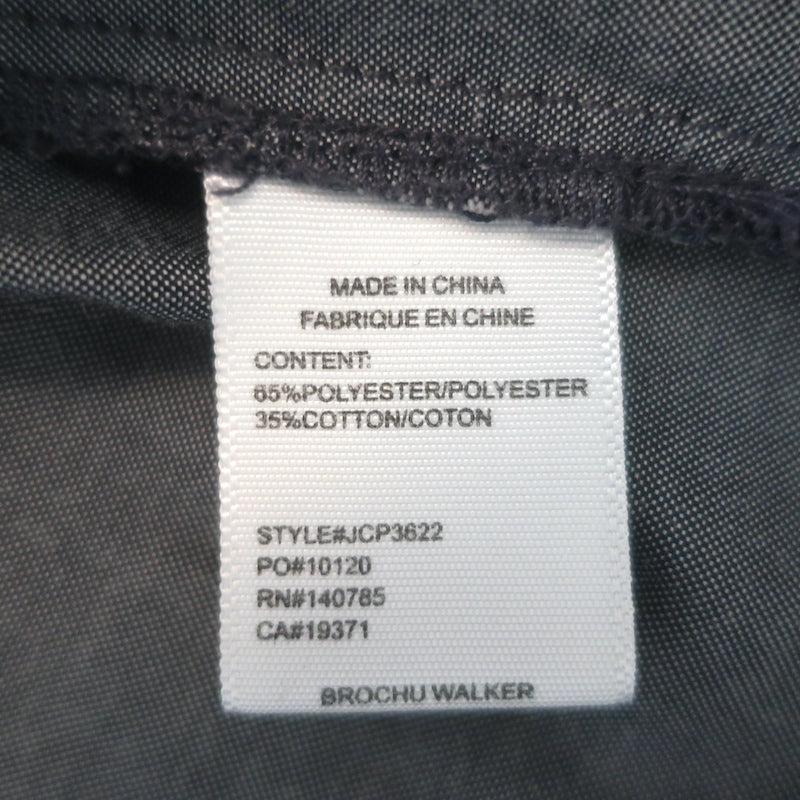 MADE IN CHINA
FABRIQUE EN CHINE
CONTENT:
65%POLYESTER/POLYESTER
35%COTTON/COTON
STYLE#JCP3622
PO#10120
RN#140785
CA#19371
BROCHU WALKER